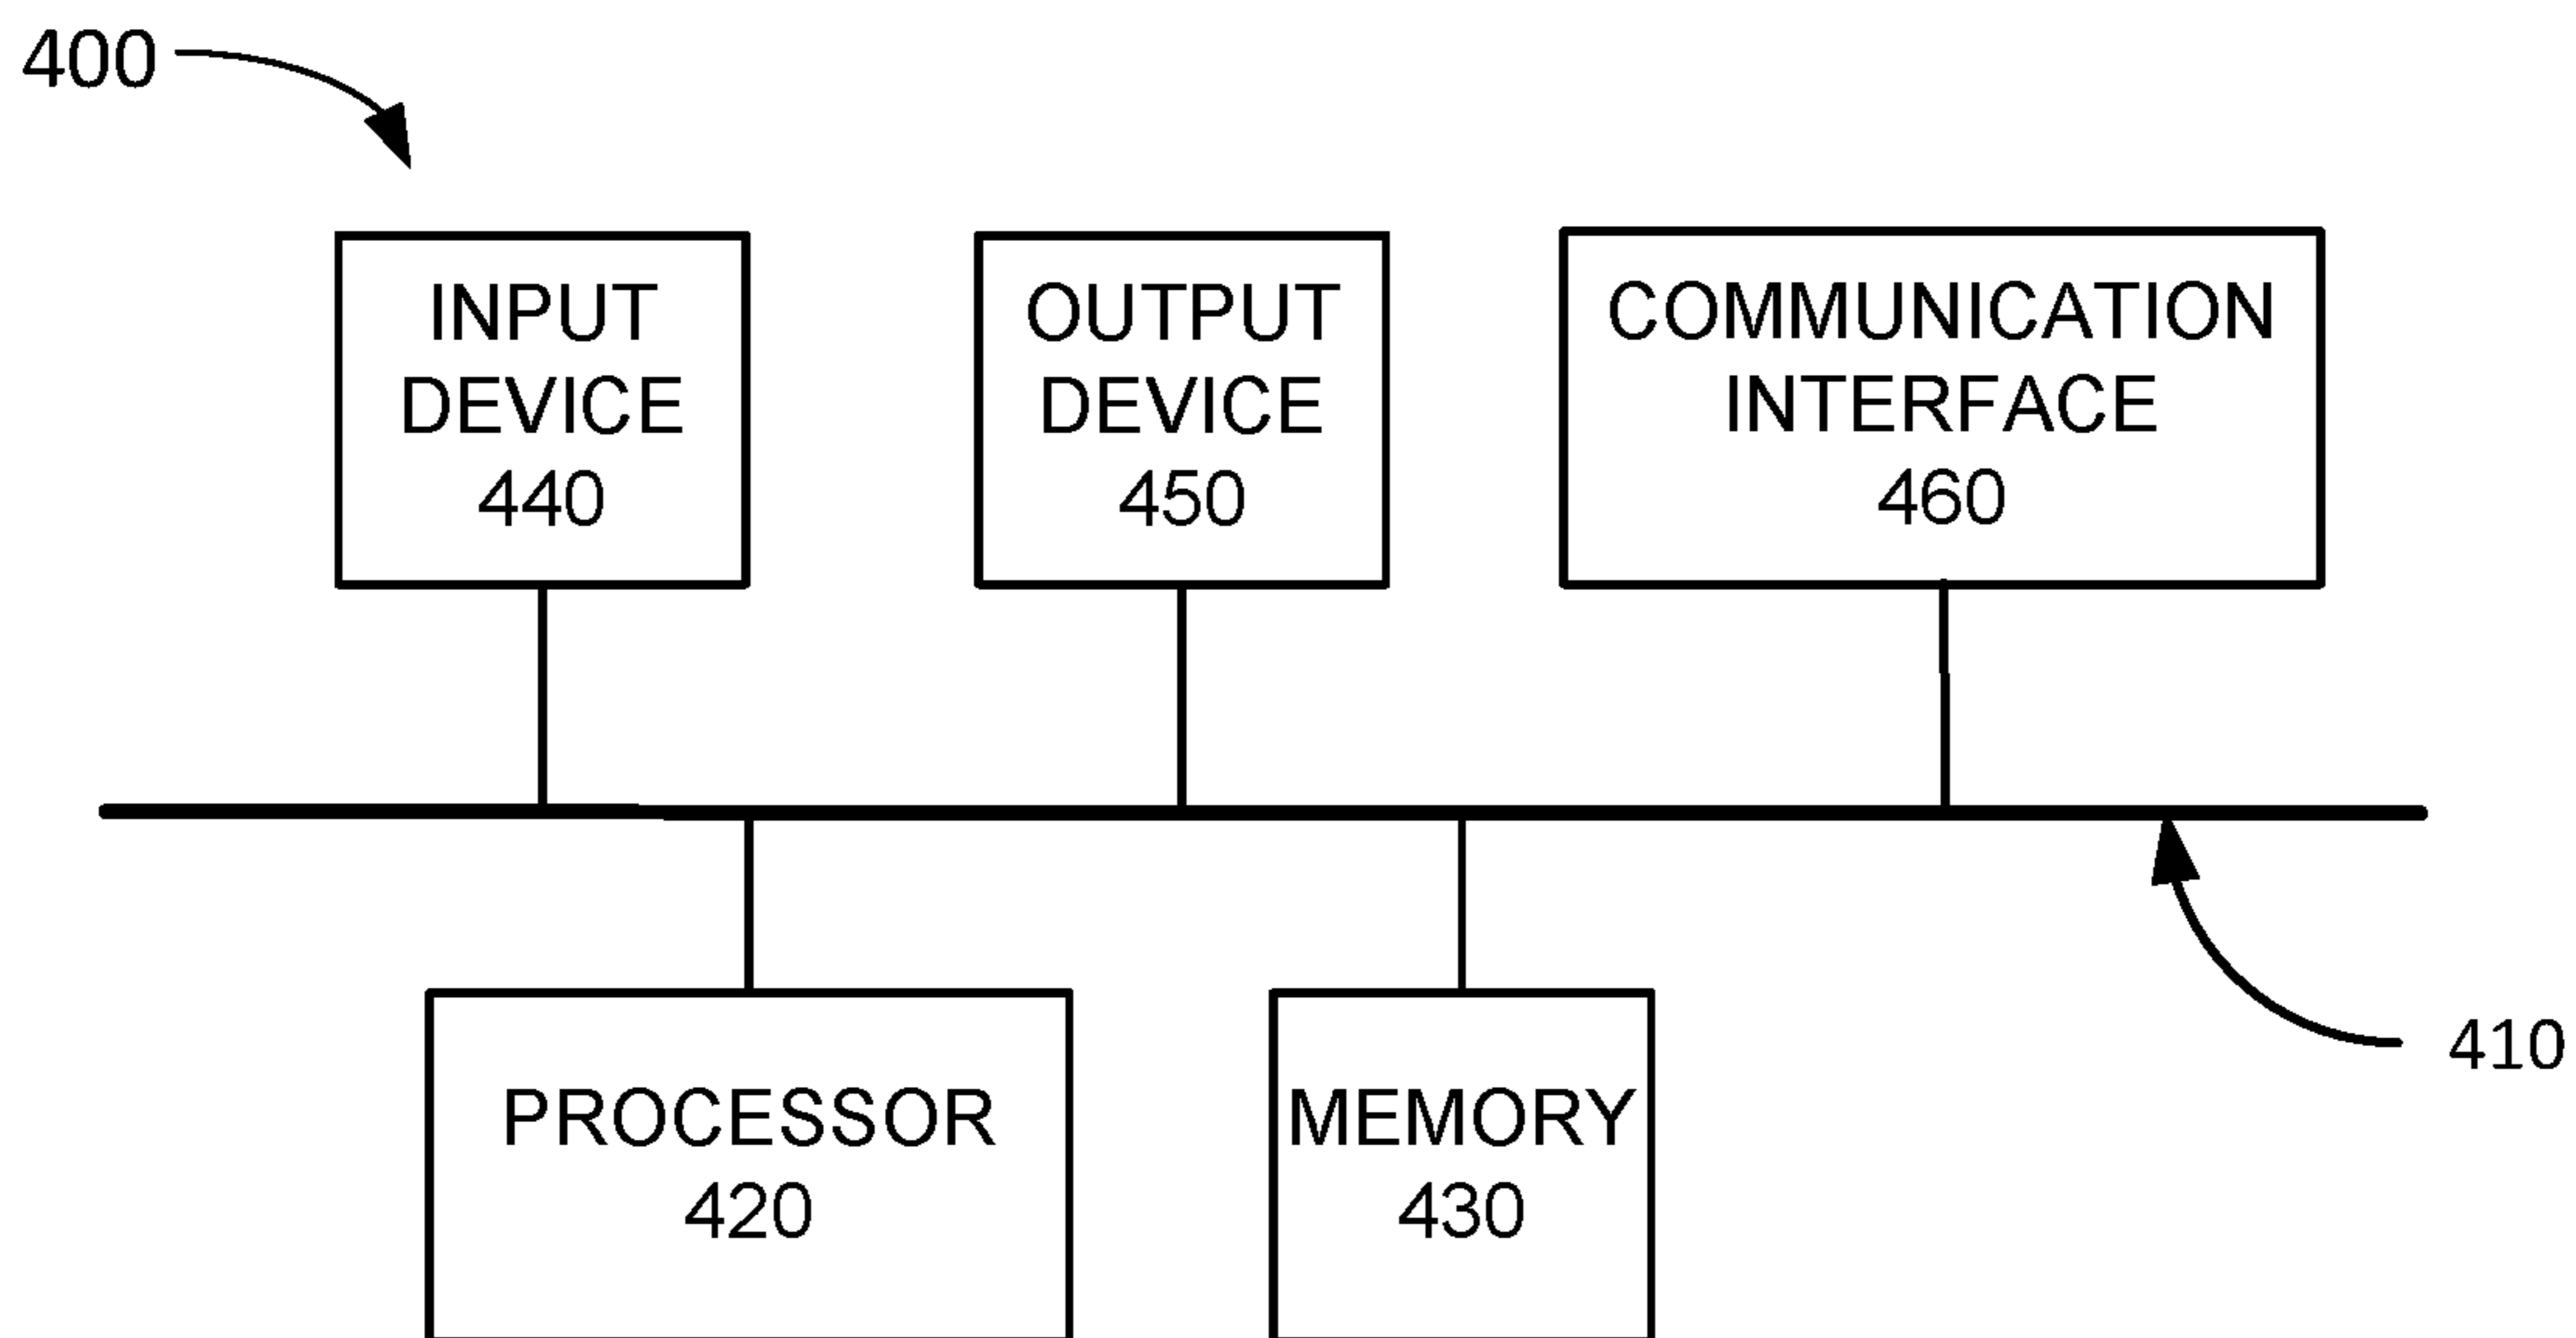 400
INPUT
DEVICE
440
OUTPUT
DEVICE
450
COMMUNICATION
INTERFACE
460
410
PROCESSOR
420
MEMORY
430